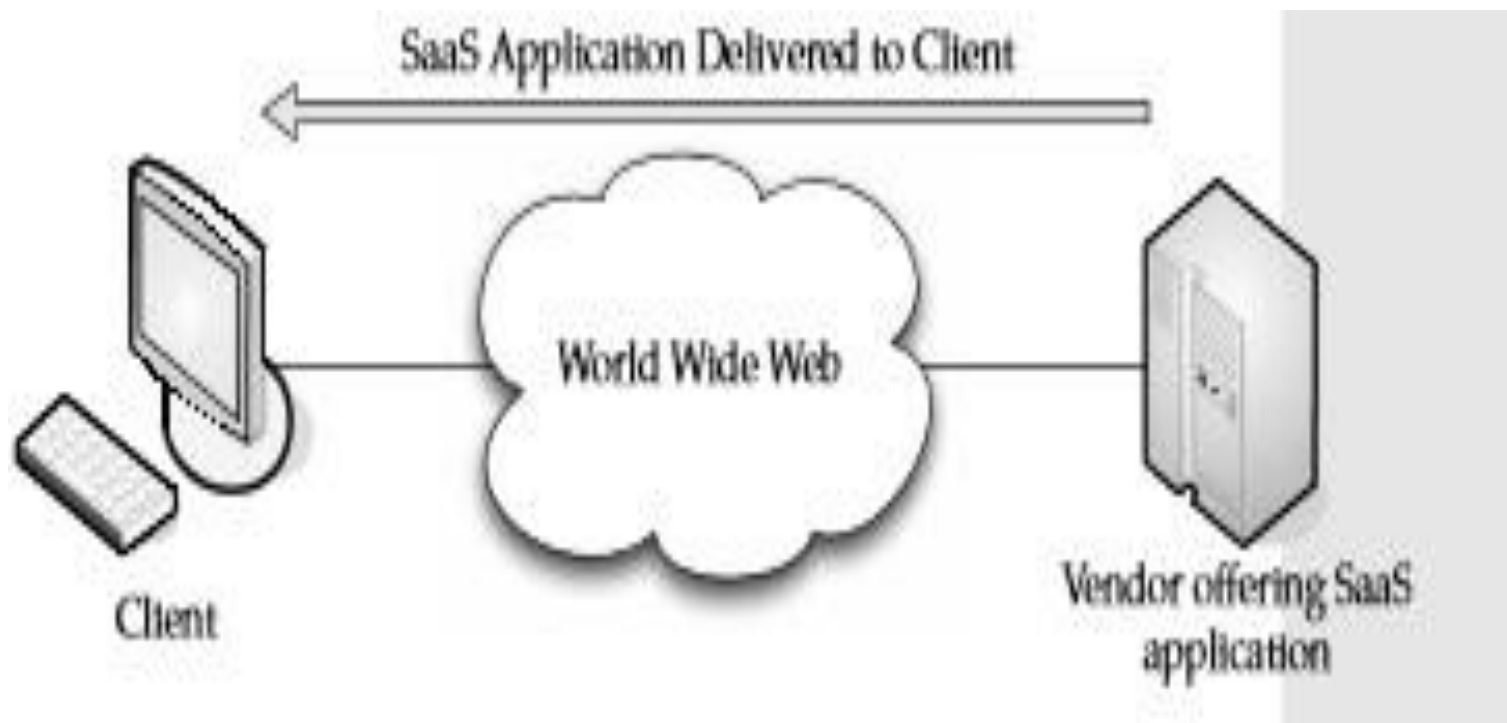 SaaS Application Delivered to Client
World Wide Web
Client
Vendor offering SaaS
application